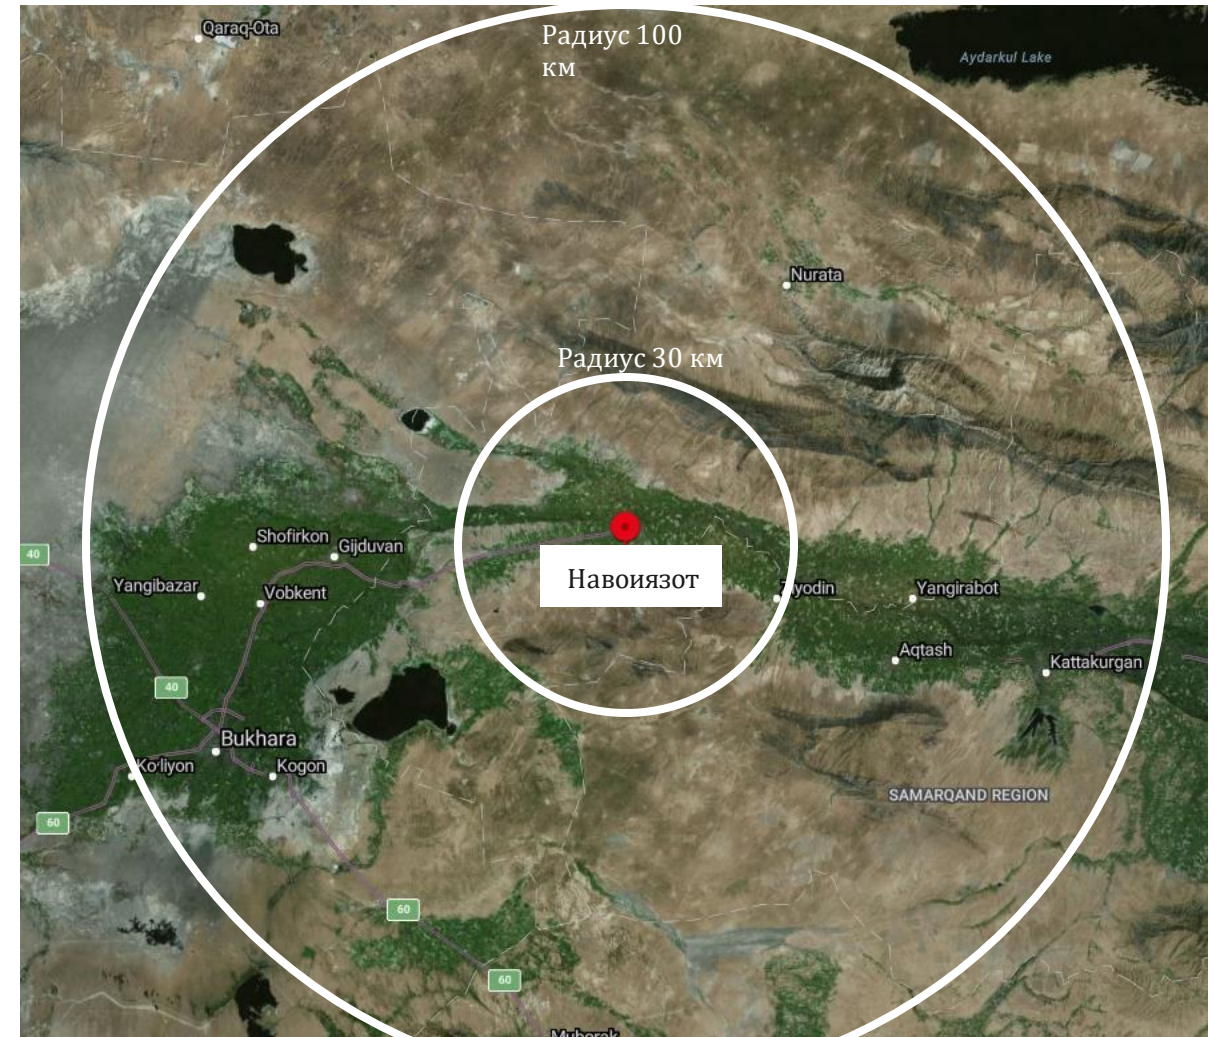 Qaraq-Ota
Радиус 100
км
Aydarkul Lake
Nurata
Радиус 30 км
Shofirkon
Gijduvan
40
Навоиязот
Yangibazar
Vobkent
Yangirabot
Aqtash
Kattakurgan
40
Bukhara
Ko'liyon
Kogon
SAMARQAND REGION
60
60
60